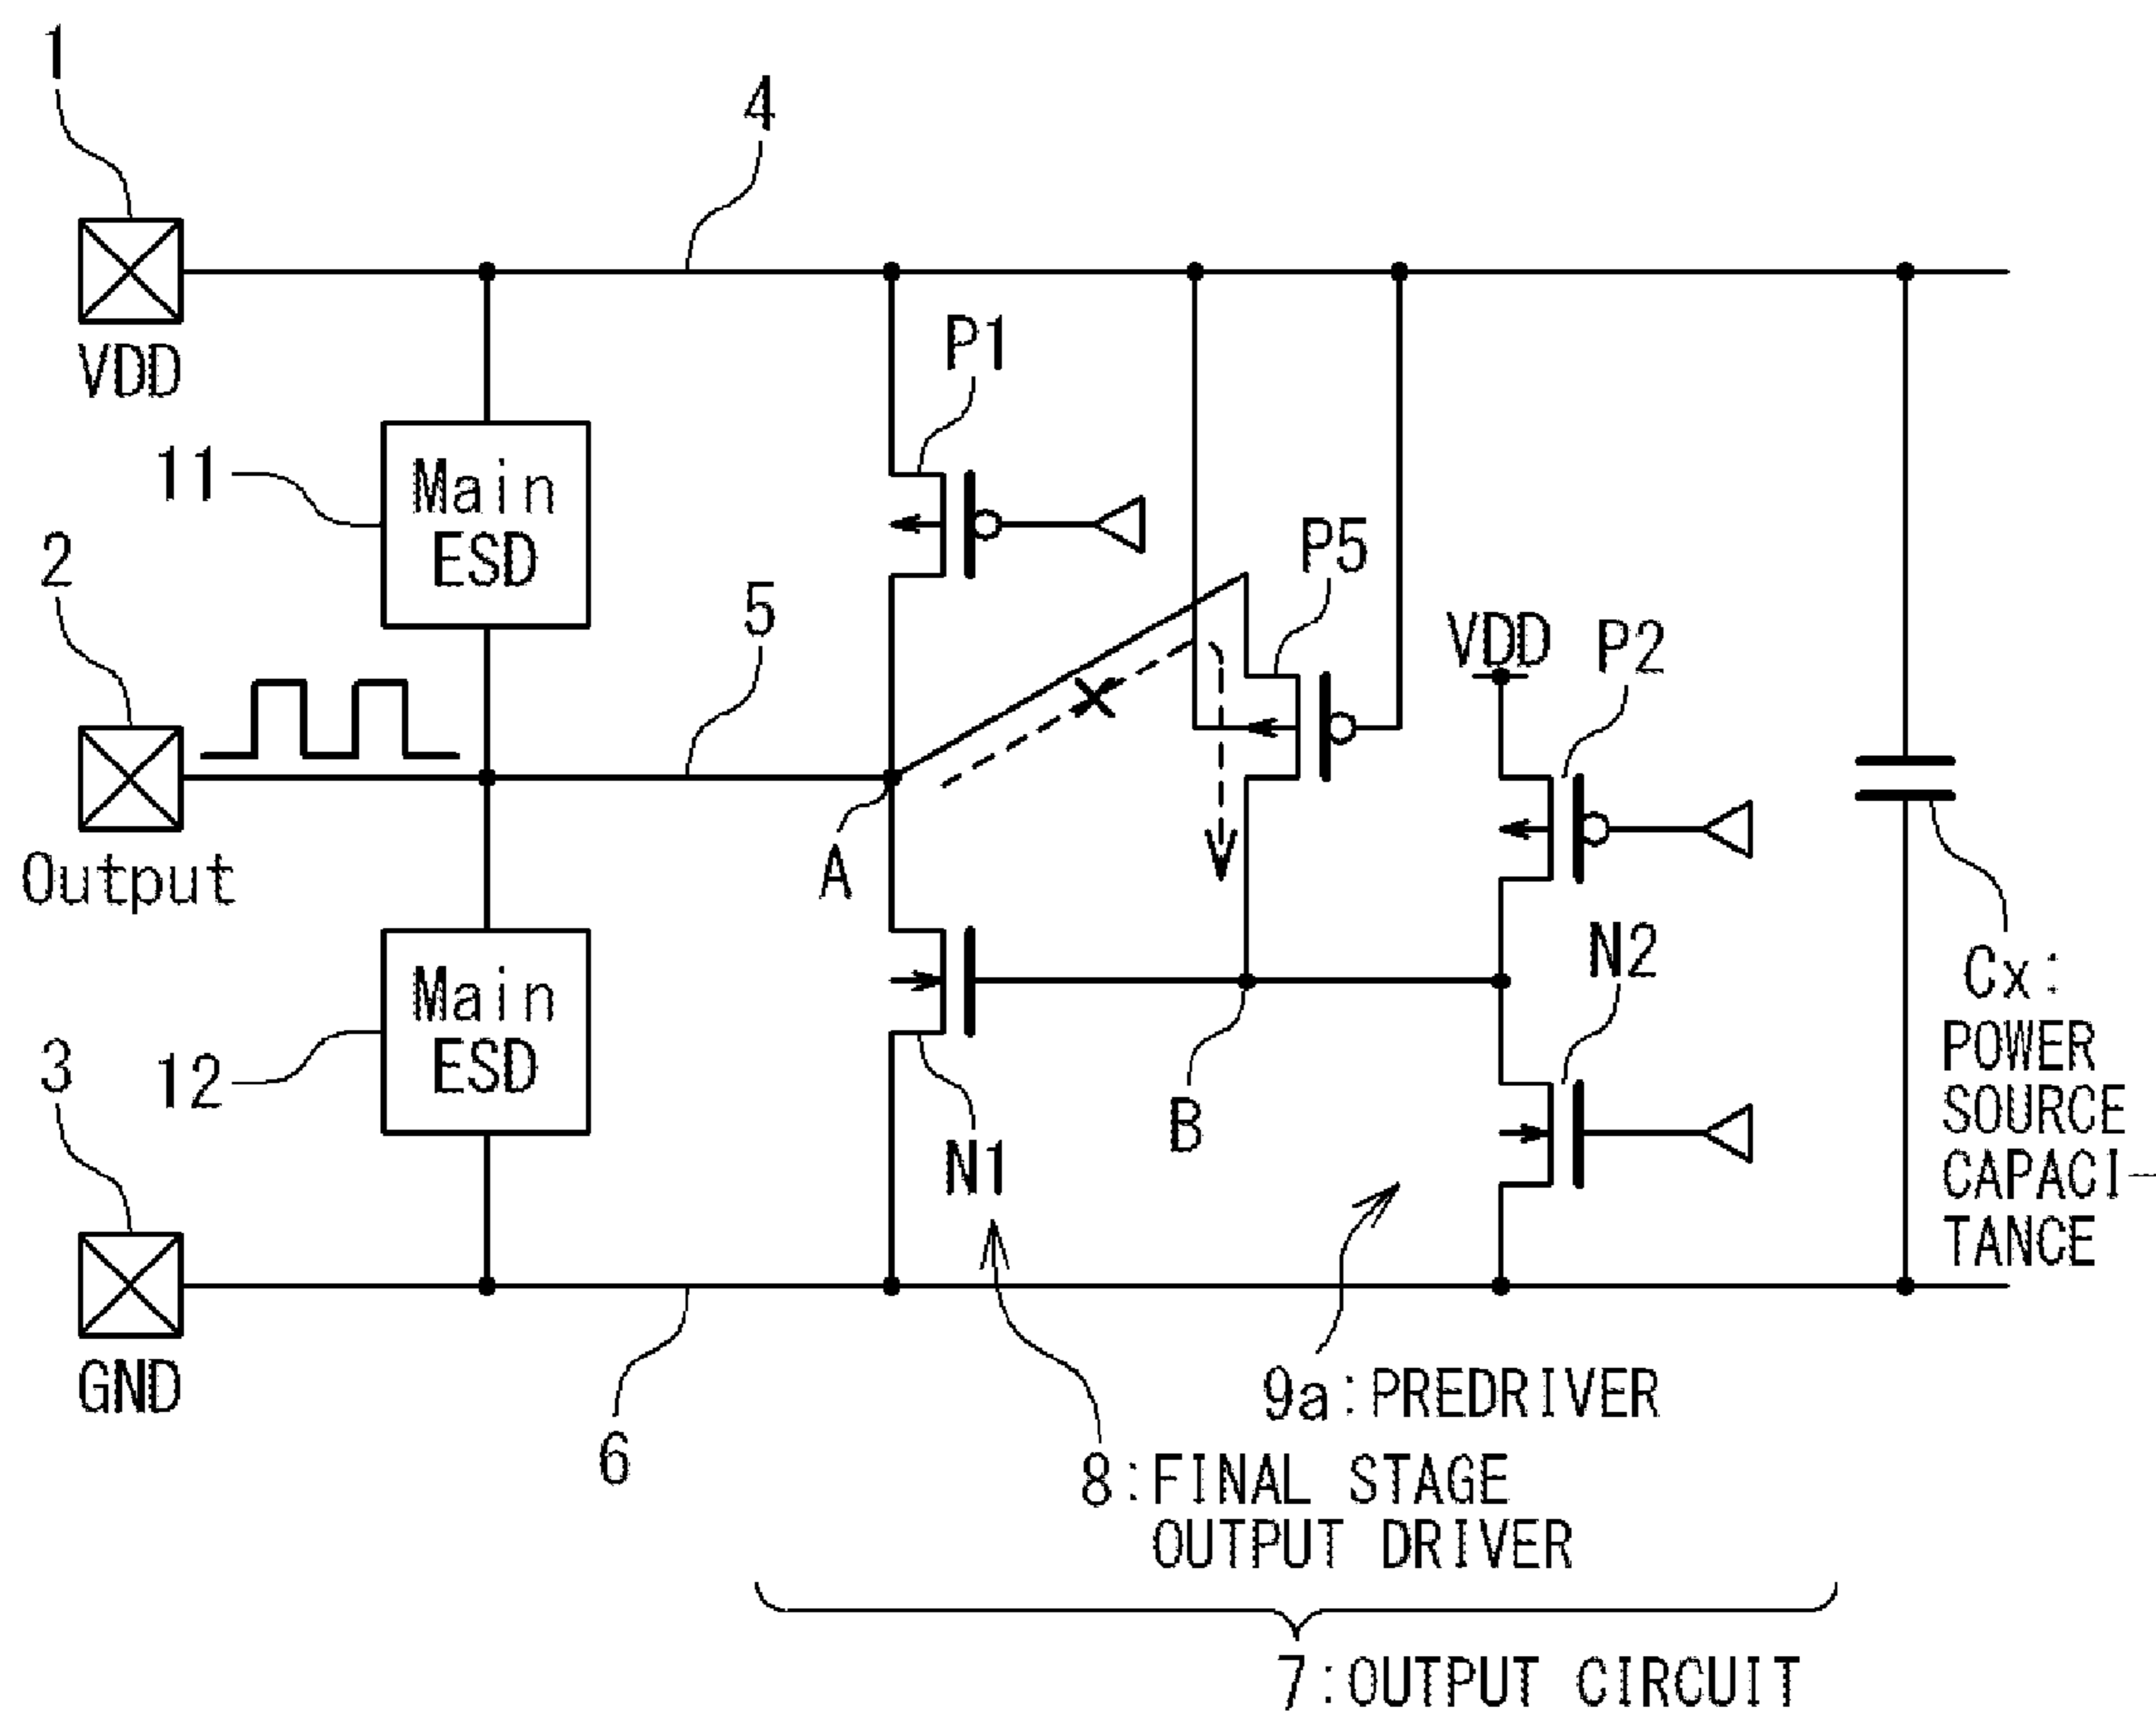 1
4
VDD
P1
11
Main
ESD
2
5
P5
VDD
P2
Output
A
N2
Cx:
POWER
SOURCE
CAPACI-
TANCE
3
12
Main
ESD
B
N1
GND
6
9a:PREDRIVER
8:FINAL STAGE
OUTPUT DRIVER
7:OUTPUT CIRCUIT